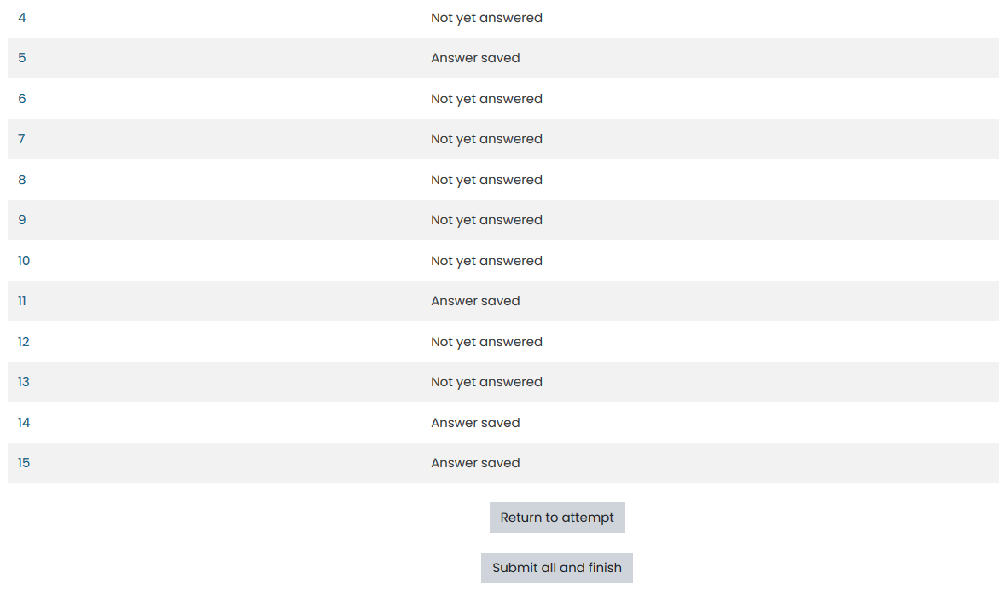 4 Not yet answered
5 Answer saved
6 Not yet answered
7 Not yet answered
8 Not yet answered
9 Not yet answered
10 Not yet answered
11 Answer saved
12 Not yet answered
13 Not yet answered
14 Answer saved
15 Answer saved
Return to attempt
Submit all and finish